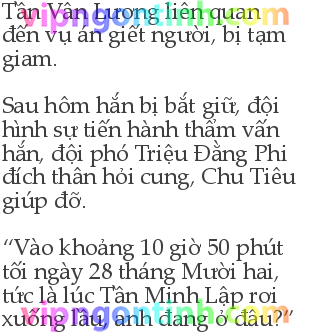 Tần Vân Lương liên quan
vipngontinh.com
đến vụ án giết người, bị tạm
giam.
Sau hôm hắn bị bắt giữ, đội
hình sự tiến hành thẩm vấn
hắn, đội phó Triệu Đằng Phi
đích thân hỏi cung, Chu Tiêu
giúp đỡ.
“Vào khoảng 10 giờ 50 phút
tối ngày 28 tháng Mười hai,
tức là lúc Tần Minh Lập rơi
xuống lầu, anh đang ở đâu?”
vipngontinh.com